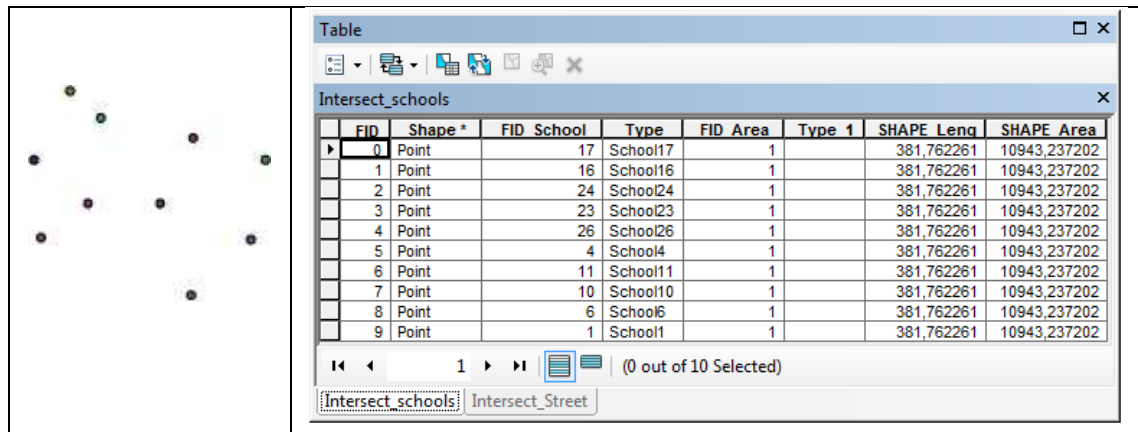 Table
Intersect_schools
FID Shape * FID_School Type FID_Area Type_1 SHAPE_Leng SHAPE_Area
0 Point 17 School17 1 381,762261 10943,237202
1 Point 16 School16 1 381,762261 10943,237202
2 Point 24 School24 1 381,762261 10943,237202
3 Point 23 School23 1 381,762261 10943,237202
4 Point 26 School26 1 381,762261 10943,237202
5 Point 4 School4 1 381,762261 10943,237202
6 Point 11 School11 1 381,762261 10943,237202
7 Point 10 School10 1 381,762261 10943,237202
8 Point 6 School6 1 381,762261 10943,237202
9 Point 1 School1 1 381,762261 10943,237202
1 (0 out of 10 Selected)
Intersect_schools Intersect_Street